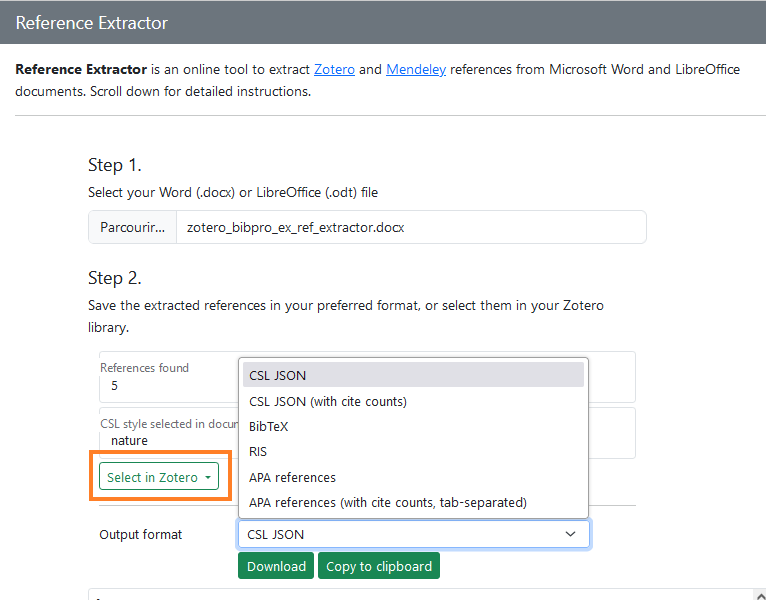 Reference Extractor
Reference Extractor is an online tool to extract Zotero and Mendeley references from Microsoft Word and LibreOffice
documents. Scroll down for detailed instructions.
Step 1.
Select your Word (.docx) or LibreOffice (.odt) file
Parcourir... zotero_bibpro_ex_ref_extractor.docx
Step 2.
Save the extracted references in your preferred format, or select them in your Zotero
library.
References found
5
CSL style selected in docu
nature
Select in Zotero
CSL JSON
CSL JSON (with cite counts)
BibTeX
RIS
APA references
APA references (with cite counts, tab-separated)
Output format CSL JSON
Download Copy to clipboard